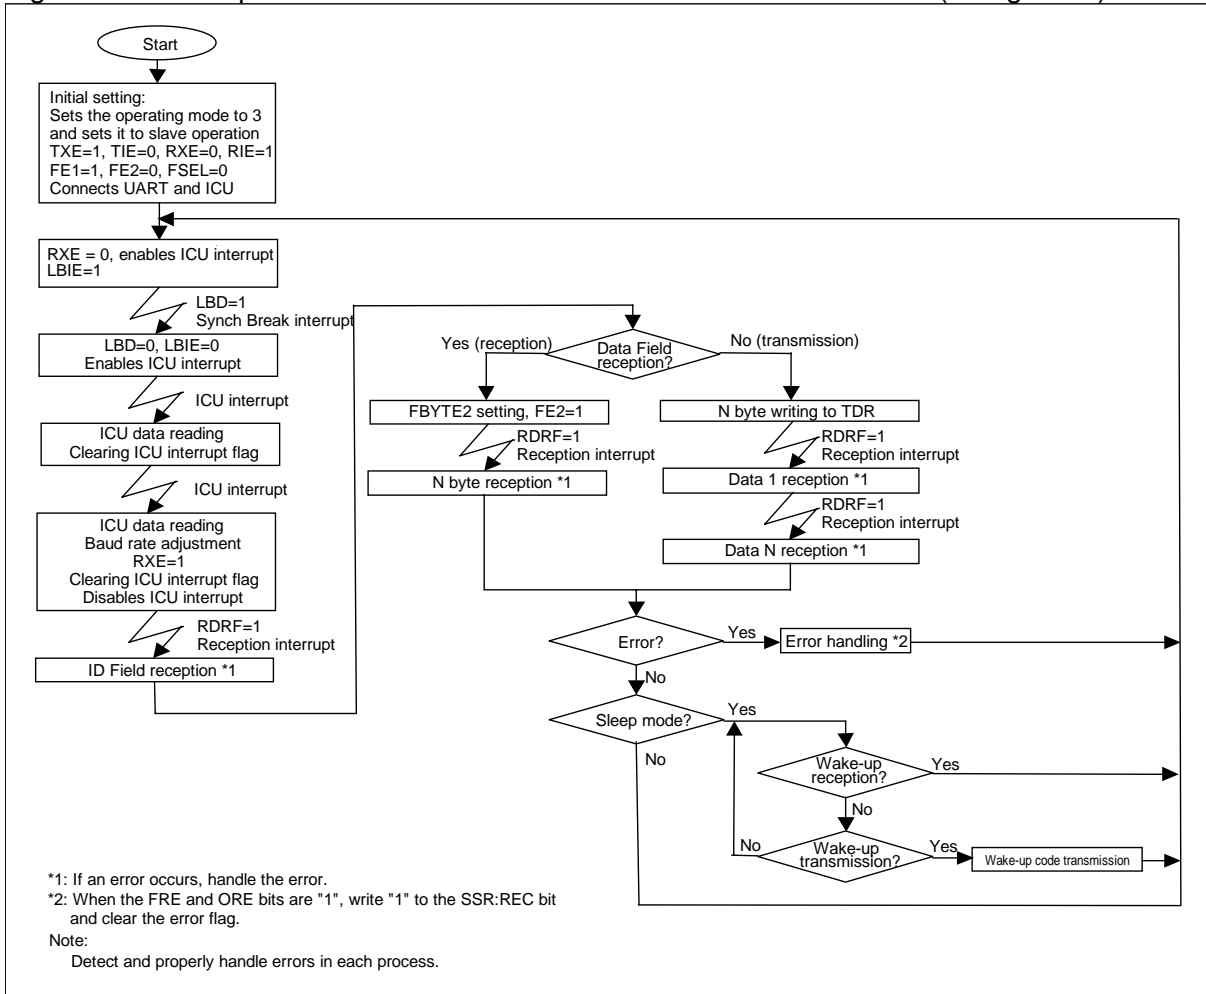 Start
Initial setting:
Sets the operating mode to 3
and sets it to slave operation
TXE=1, TIE=0, RXE=0, RIE=1
FE1=1, FE2=0, FSEL=0
Connects UART and ICU
RXE = 0, enables ICU interrupt
LBIE=1
LBD=1
Synch Break interrupt
LBD=0, LBIE=0
Enables ICU interrupt
ICU interrupt
ICU data reading
Clearing ICU interrupt flag
ICU interrupt
ICU data reading
Baud rate adjustment
RXE=1
Clearing ICU interrupt flag
Disables ICU interrupt
RDRF=1
Reception interrupt
ID Field reception *1
Data Field
reception?
Yes (reception)
No (transmission)
FBYTE2 setting, FE2=1
RDRF=1
Reception interrupt
N byte reception *1
N byte writing to TDR
RDRF=1
Reception interrupt
Data 1 reception *1
RDRF=1
Reception interrupt
Data N reception *1
Error?
Yes
Error handling *2
No
Sleep mode?
Yes
No
Wake-up
reception?
Yes
No
Wake-up
transmission?
No
Yes
Wake-up code transmission
*1: If an error occurs, handle the error.
*2: When the FRE and ORE bits are "1", write "1" to the SSR:REC bit
and clear the error flag.
Note:
Detect and properly handle errors in each process.